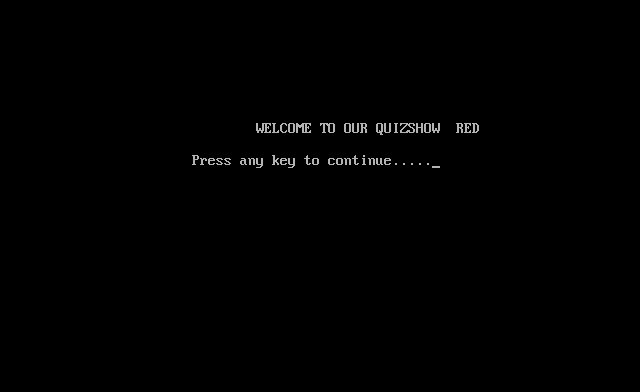 WELCOME TO OUR QUIZSHOW  RED
Press any key to continue....._